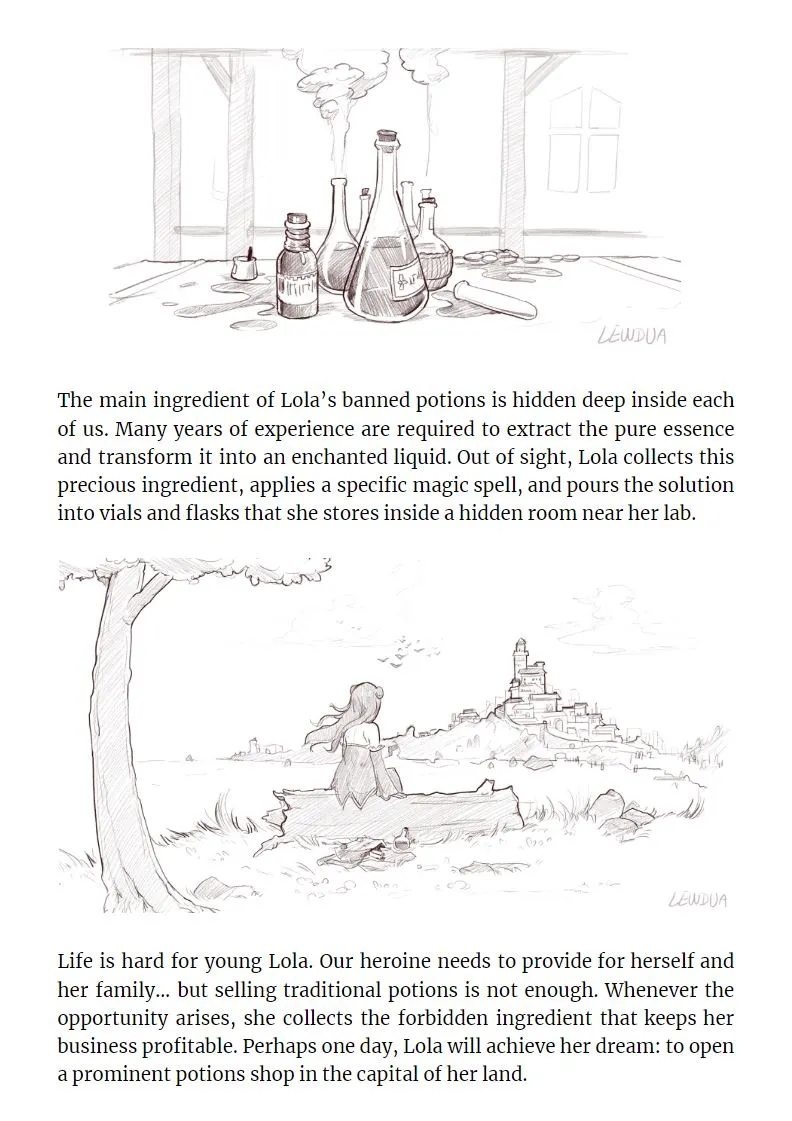 LEWDUA
The main ingredient of Lola’s banned potions is hidden deep inside each
of us. Many years of experience are required to extract the pure essence
and transform it into an enchanted liquid. Out of sight, Lola collects this
precious ingredient, applies a specific magic spell, and pours the solution
into vials and flasks that she stores inside a hidden room near her lab.
LEWDUA
Life is hard for young Lola. Our heroine needs to provide for herself and
her family... but selling traditional potions is not enough. Whenever the
opportunity arises, she collects the forbidden ingredient that keeps her
business profitable. Perhaps one day, Lola will achieve her dream: to open
a prominent potions shop in the capital of her land.